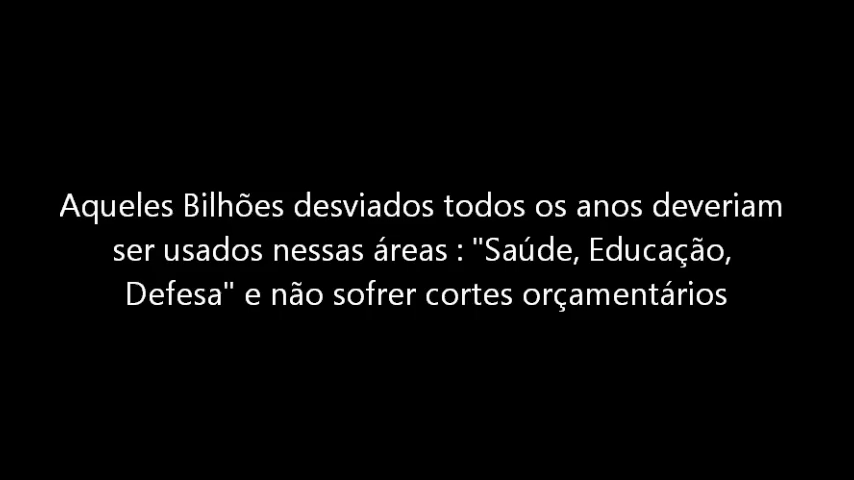 Aqueles Bilhões desviados todos os anos deveriam
ser usados nessas áreas : "Saúde, Educação,
Defesa" e não sofrer cortes orçamentários